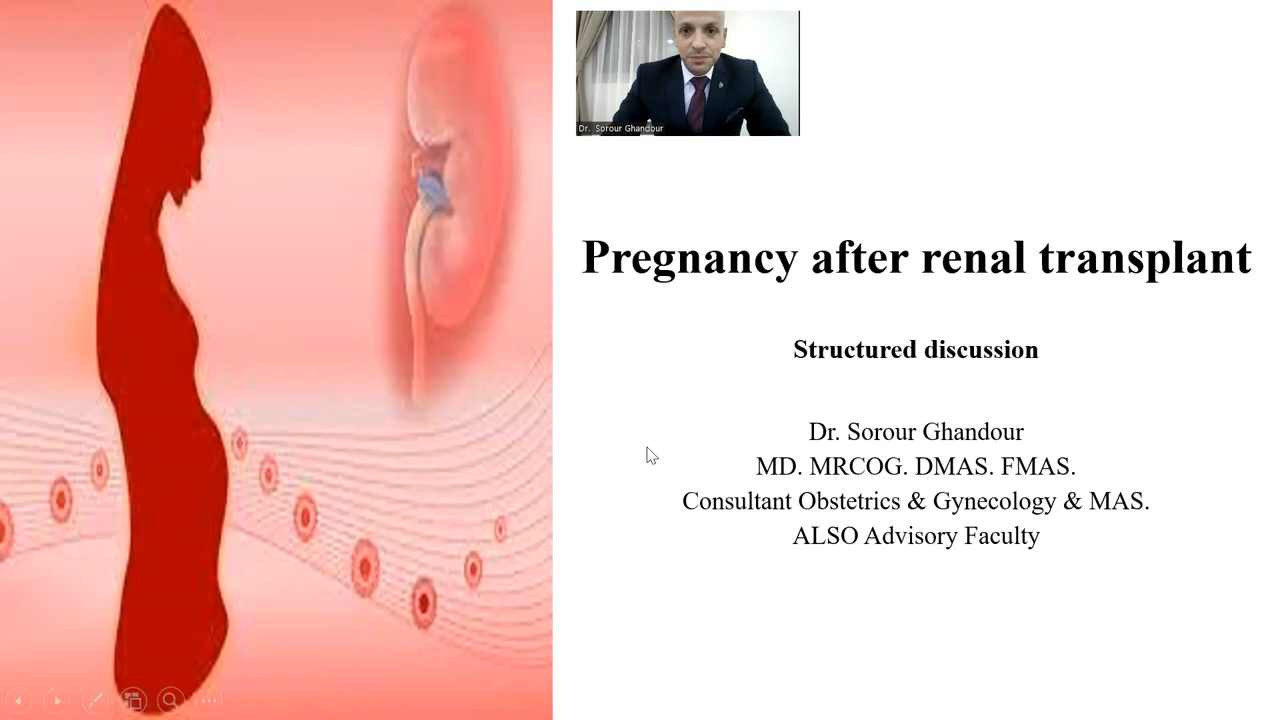 Dr. Sorour Ghandour
Pregnancy after renal transplant
Structured discussion
Dr. Sorour Ghandour
MD. MRCOG. DMAS. FMAS.
Consultant Obstetrics & Gynecology & MAS.
ALSO Advisory Faculty